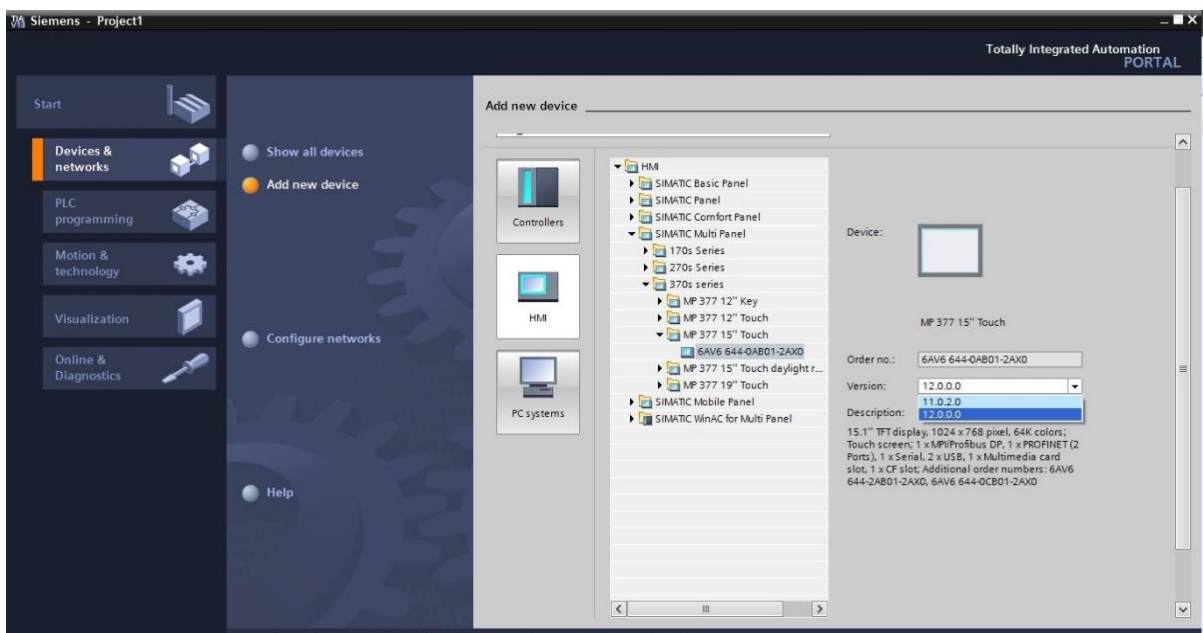 Siemens - Project1
Totally Integrated Automation
PORTAL
Start
Devices &
networks
PLC
programming
Motion &
technology
Visualization
Online &
Diagnostics
Show all devices
Add new device
Configure networks
Help
Add new device
Controllers
HMI
PC systems
HMI
SIMATIC Basic Panel
SIMATIC Panel
SIMATIC Comfort Panel
SIMATIC Multi Panel
170s Series
270s Series
370s series
MP 377 12" Key
MP 377 12" Touch
MP 377 15" Touch
6AV6 644-0AB01-2AX0
MP 377 15" Touch daylight r...
MP 377 19" Touch
SIMATIC Mobile Panel
SIMATIC WinAC for Multi Panel
Device:
MP 377 15" Touch
Order no.: 6AV6 644-0AB01-2AX0
Version: 12.0.0.0
11.0.2.0
12.0.0.0
Description:
15.1" TFT display, 1024 x 768 pixel, 64K colors;
Touch screen; 1 x MPI/Profibus DP, 1 x PROFINET (2
Ports), 1 x Serial, 2 x USB, 1 x Multimedia card
slot, 1 x CF slot; Additional order numbers: 6AV6
644-2AB01-2AX0, 6AV6 644-0CB01-2AX0